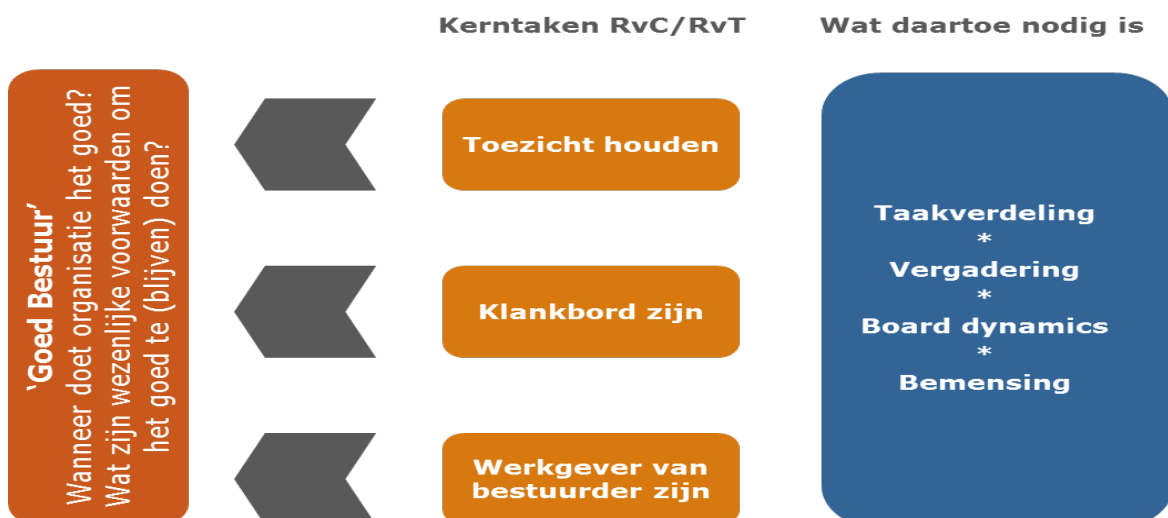 Kerntaken RvC/RvT
Wat daartoe nodig is
'Goed Bestuur'
Wanneer doet organisatie het goed?
Wat zijn wezenlijke voorwaarden om
het goed te (blijven) doen?
Toezicht houden
Klankbord zijn
Werkgever van
bestuurder zijn
Taakverdeling
*
Vergadering
*
Board dynamics
*
Bemensing